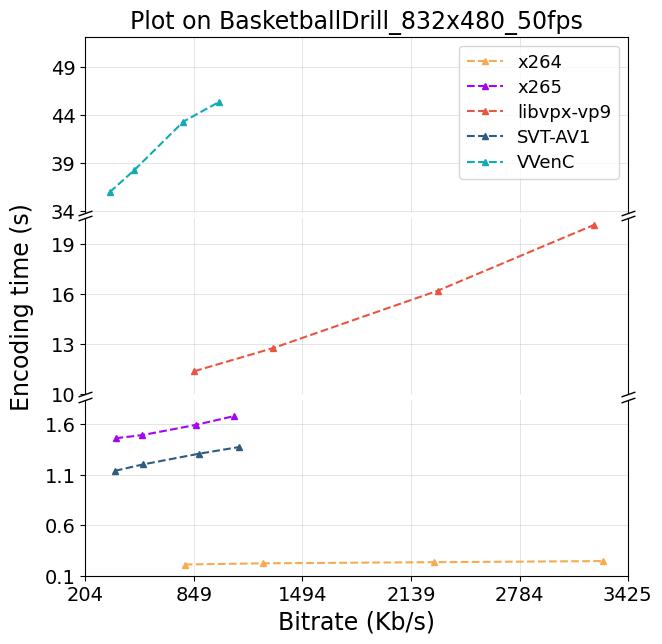 Plot on BasketballDrill_832x480_50fps
x264
x265
libvpx-vp9
SVT-AV1
VVenC
49
44
39
34
19
16
13
10
1.6
1.1
0.6
0.1
Encoding time (s)
204 849 1494 2139 2784 3425
Bitrate (Kb/s)